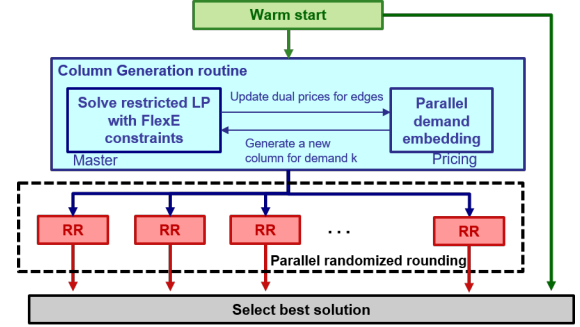 Warm start
Column Generation routine
Solve restricted LP
with FlexE
constraints
Update dual prices for edges
Parallel
demand
embedding
Generate a new
column for demand k
Master
Pricing
RR
RR
RR
. . .
RR
Parallel randomized rounding
Select best solution